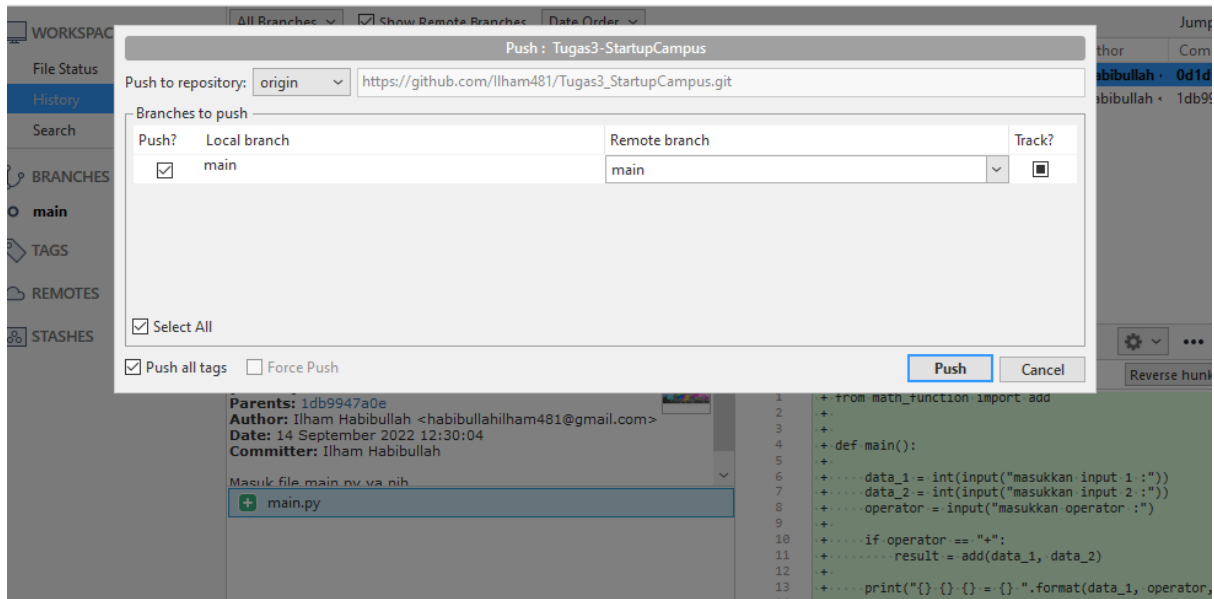 All Branches Show Remote Branches Date Order
Jump
WORKSPAC
Push : Tugas3-StartupCampus
thor Com
File Status
Push to repository: origin https://github.com/Ilham481/Tugas3_StartupCampus.git
abibullah 0d1d
History
Branches to push
abibullah 1db99
Search
Push? Local branch Remote branch Track?
main main
BRANCHES
main
TAGS
REMOTES
Select All
STASHES
Push all tags Force Push Push Cancel
Reverse hunk
Parents: 1db9947a0e
Author: Ilham Habibullah <habibullahilham481@gmail.com>
Date: 14 September 2022 12:30:04
Committer: Ilham Habibullah
Masuk file main.py ya nih
main.py
1 + from math_function import add
2 +
3 +
4 + def main():
5 +
6 + data_1 = int(input("masukkan input 1 :"))
7 + data_2 = int(input("masukkan input 2 :"))
8 + operator = input("masukkan operator :")
9 +
10 + if operator == "+":
11 + result = add(data_1, data_2)
12 +
13 + print("{} {} {} = {} ".format(data_1, operator,